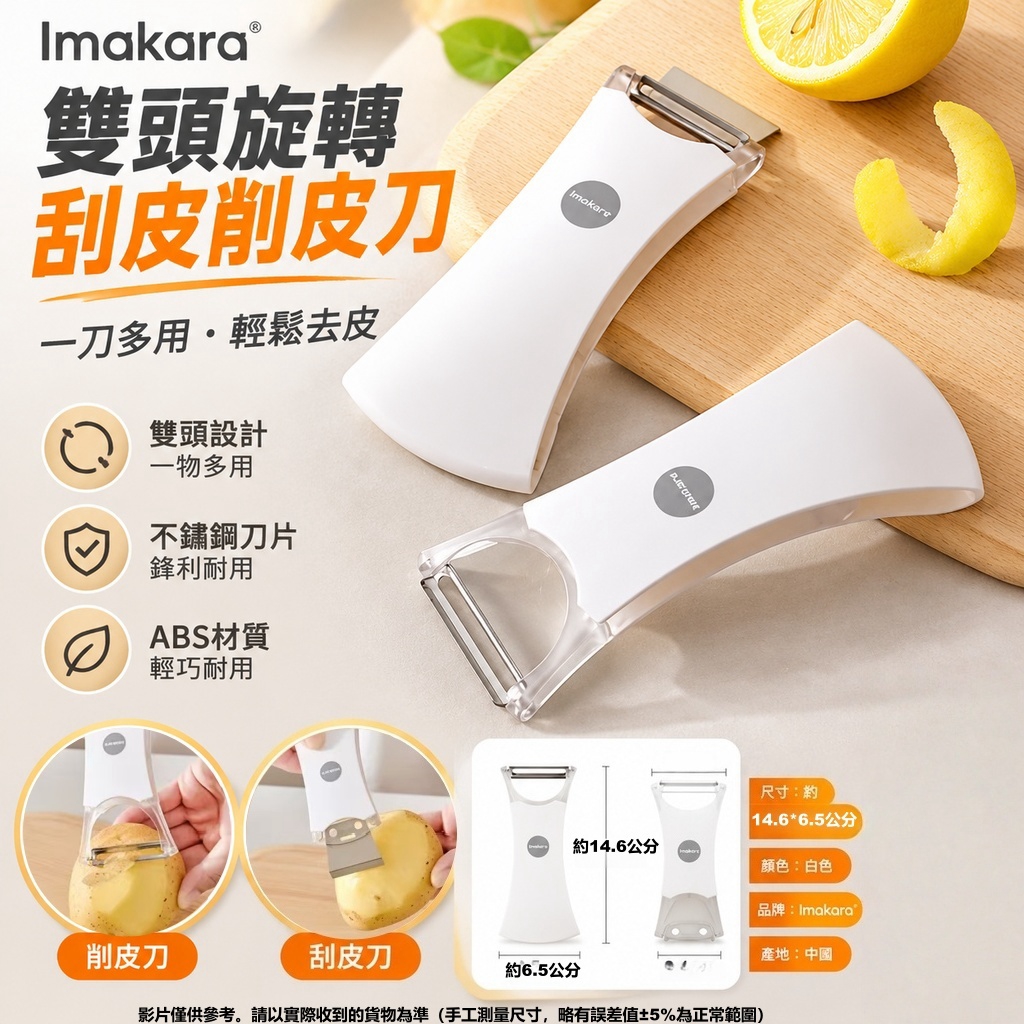 Imakara®
雙頭旋轉
刮皮削皮刀
一刀多用・輕鬆去皮
Imakara
雙頭設計
一物多用
不鏽鋼刀片
鋒利耐用
ABS材質
輕巧耐用
削皮刀
刮皮刀
約14.6公分
約6.5公分
Imakara
Imakara
尺寸：約
14.6*6.5公分
顏色：白色
品牌：Imakara®
產地：中國
影片僅供參考。請以實際收到的貨物為準（手工測量尺寸，略有誤差值±5%為正常範圍）